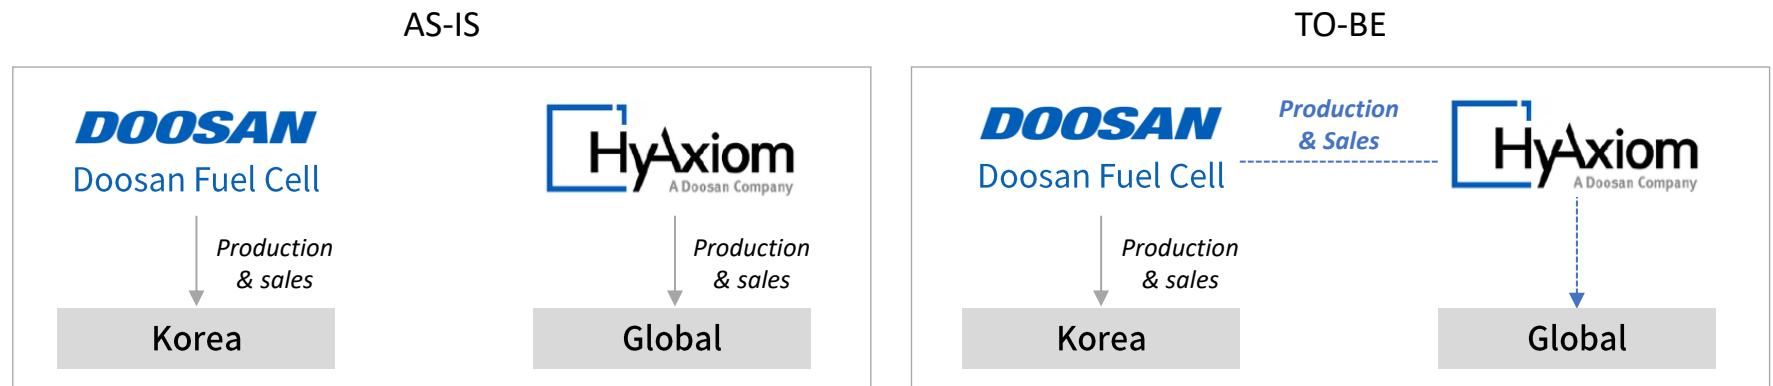 AS-IS
DOOSAN
Doosan Fuel Cell
HyAxiom
A Doosan Company
Production
& sales
Production
& sales
Korea
Global
TO-BE
DOOSAN
Doosan Fuel Cell
Production
& Sales
HyAxiom
A Doosan Company
Production
& sales
Korea
Global